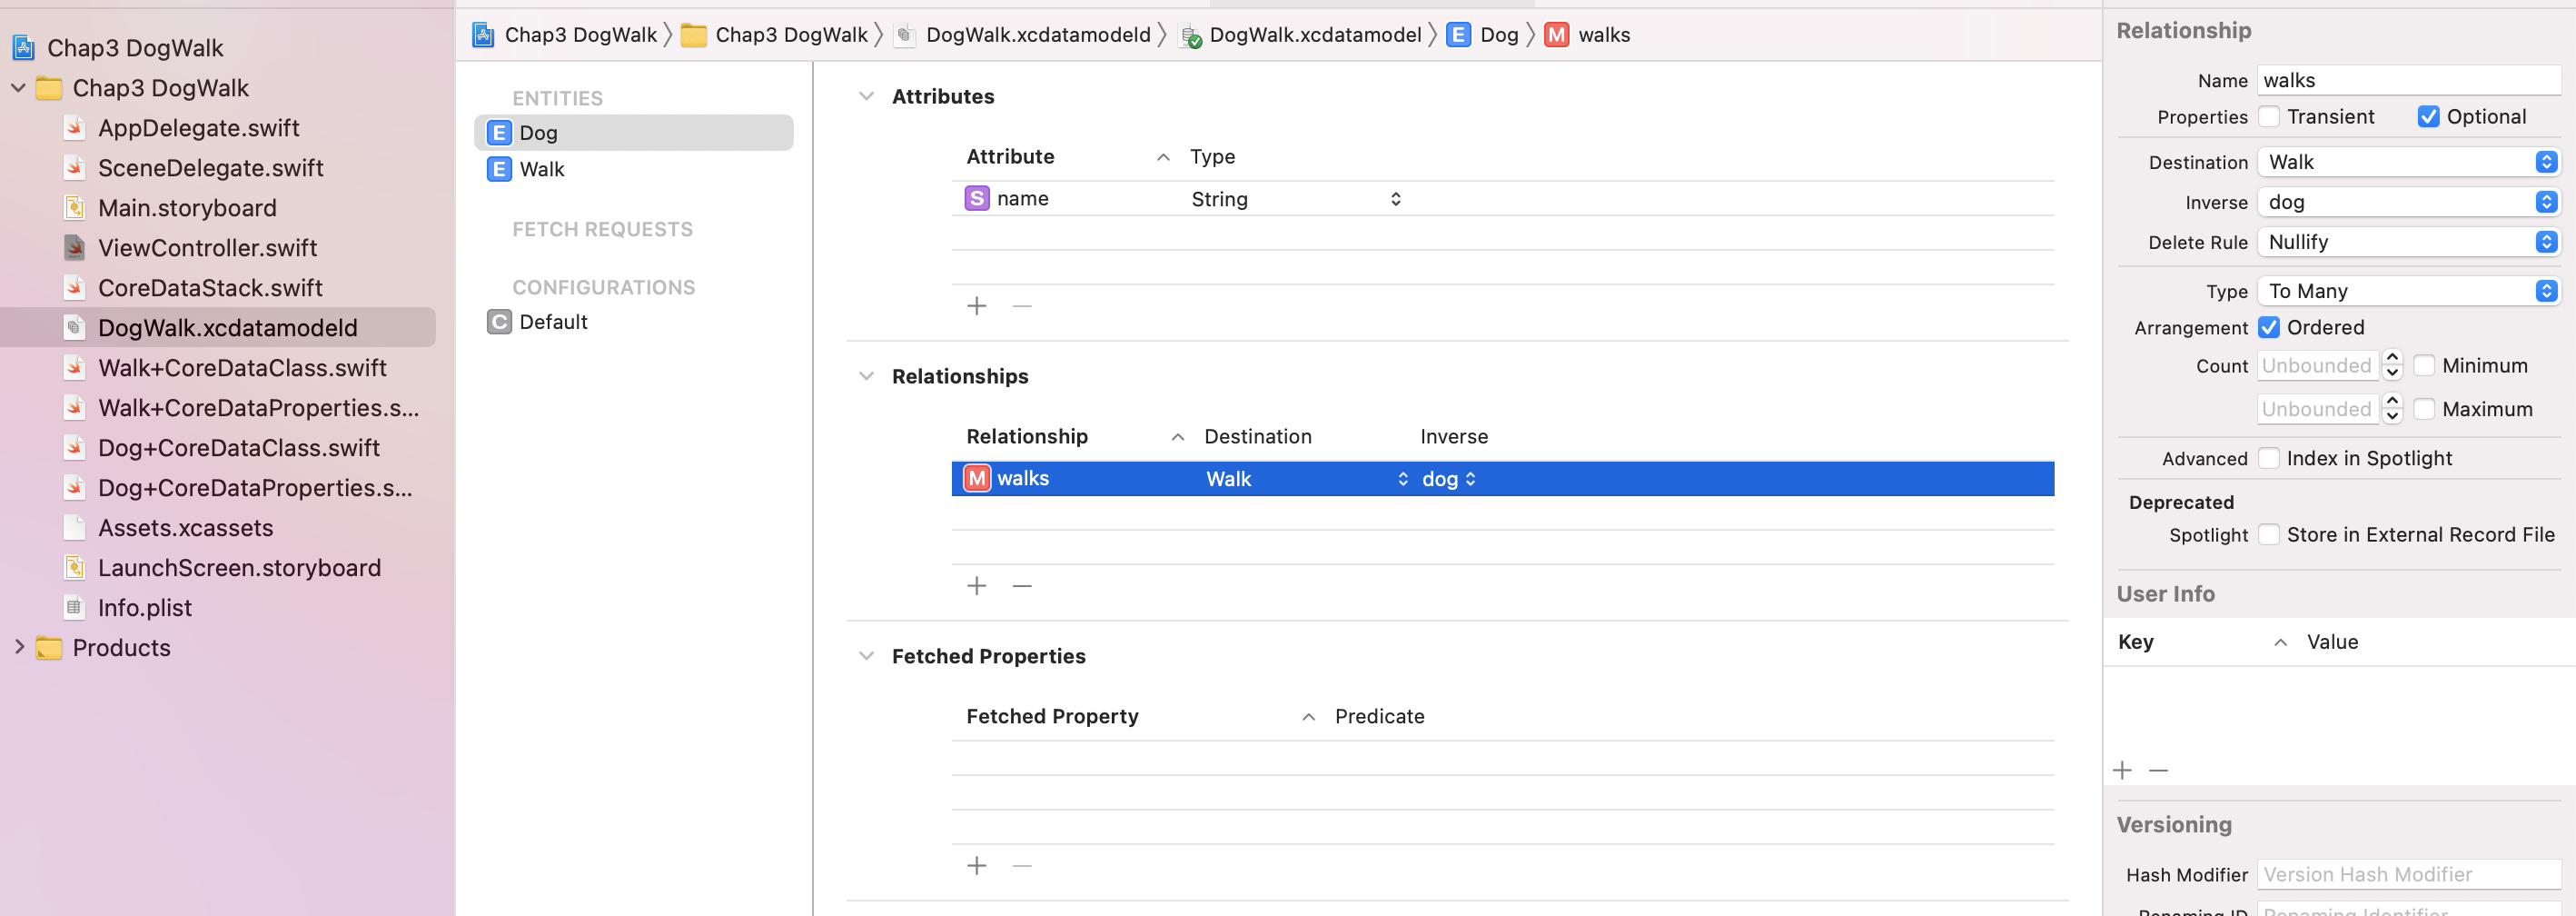 Chap3 DogWalk
Chap3 DogWalk
AppDelegate.swift
SceneDelegate.swift
Main.storyboard
ViewController.swift
CoreDataStack.swift
DogWalk.xcdatamodeld
Walk+CoreDataClass.swift
Walk+CoreDataProperties.s...
Dog+CoreDataClass.swift
Dog+CoreDataProperties.s...
Assets.xcassets
LaunchScreen.storyboard
Info.plist
Products
Chap3 DogWalk Chap3 DogWalk DogWalk.xcdatamodeld DogWalk.xcdatamodel E Dog M walks
ENTITIES
E Dog
E Walk
FETCH REQUESTS
CONFIGURATIONS
C Default
Attributes
Attribute Type
S name String
Relationships
Relationship Destination Inverse
M walks Walk dog
Fetched Properties
Fetched Property Predicate
Relationship
Name walks
Properties Transient Optional
Destination Walk
Inverse dog
Delete Rule Nullify
Type To Many
Arrangement Ordered
Count Unbounded Minimum
Unbounded Maximum
Advanced Index in Spotlight
Deprecated
Spotlight Store in External Record File
User Info
Key Value
Versioning
Hash Modifier Version Hash Modifier
Renaming ID Renaming Identifier